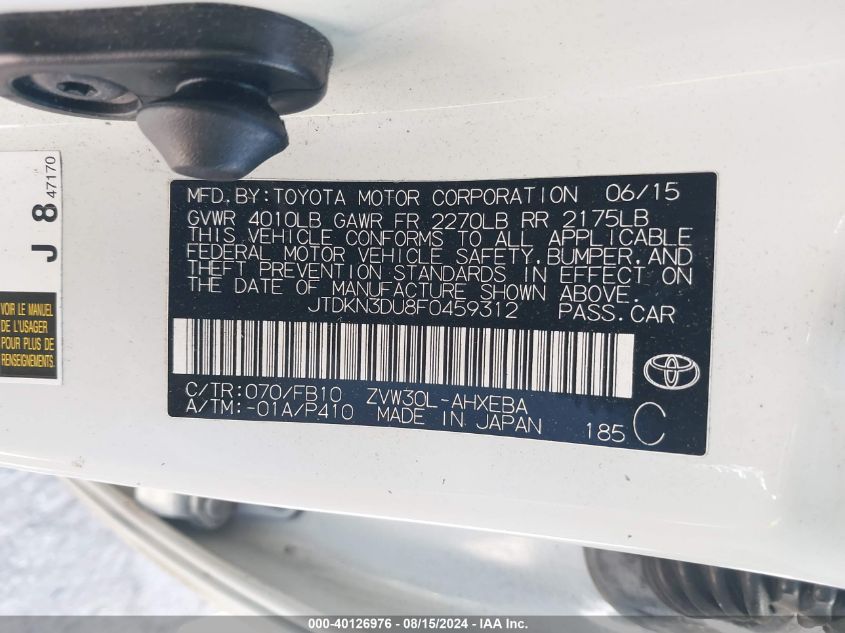 J 8 47170
VOIR LE MANUEL
DE L'USAGER
POUR PLUS DE
RENSEIGNEMENTS.
MFD.BY:TOYOTA MOTOR CORPORATION 06/15
GVWR 4010LB GAWR FR 2270LB RR 2175LB
THIS VEHICLE CONFORMS TO ALL APPLICABLE
FEDERAL MOTOR VEHICLE SAFETY,BUMPER,AND
THEFT PREVENTION STANDARDS IN EFFECT ON
THE DATE OF MANUFACTURE SHOWN ABOVE.
JTDKN3DU8F0459312 PASS.CAR
C/TR:070/FB10 ZVW30L-AHXEBA
A/TM:-01A/P410 MADE IN JAPAN 185 C
000-40126976 - 08/15/2024 - IAA Inc.